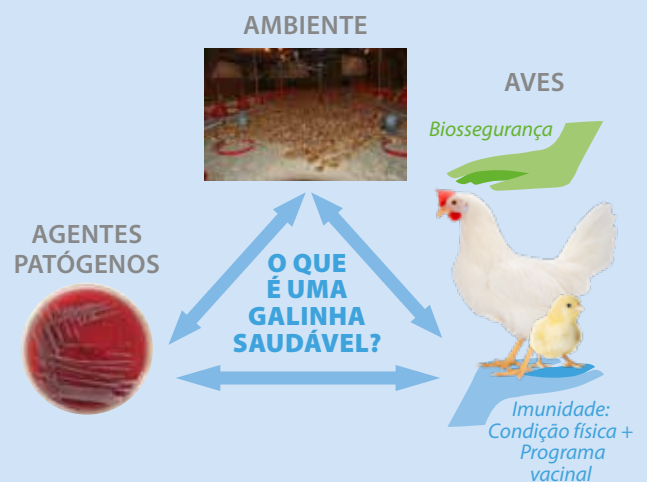 AMBIENTE
AVES
Biossegurança
AGENTES
PATÓGENOS
O QUE
É UMA
GALINHA
SAUDÁVEL?
Imunidade:
Condição física +
Programa
vacinal